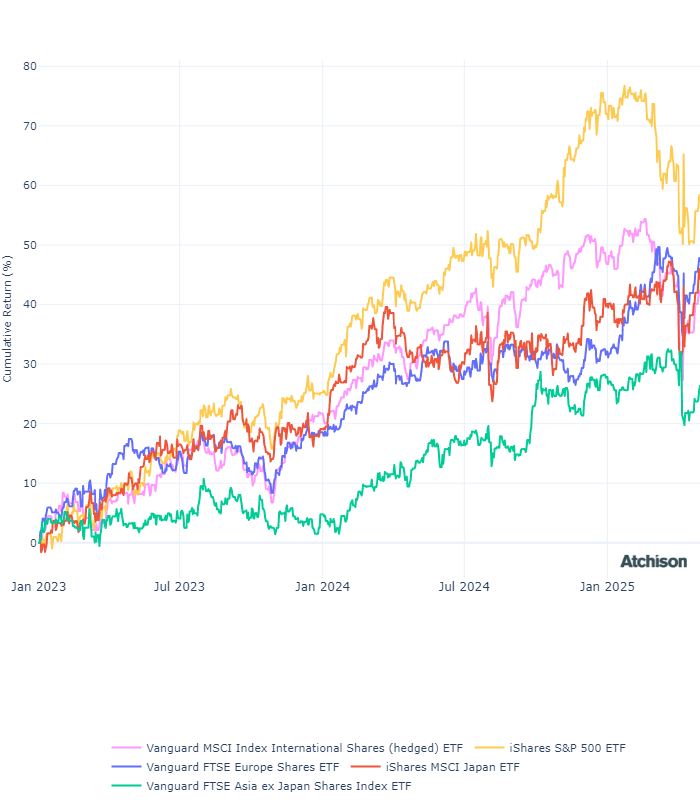 80
70
60
50
40
30
20
10
0
Cumulative Return (%)
Jan 2023 Jul 2023 Jan 2024 Jul 2024 Jan 2025
Atchison
Vanguard MSCI Index International Shares (hedged) ETF iShares S&P 500 ETF
Vanguard FTSE Europe Shares ETF iShares MSCI Japan ETF
Vanguard FTSE Asia ex Japan Shares Index ETF